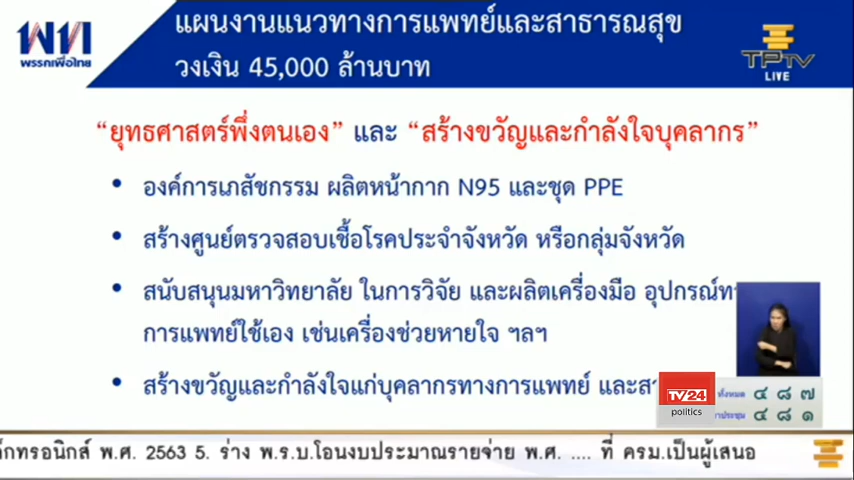 แผนงานแนวทางการแพทย์และสาธารณสุข
พท
พรรคเพื่อไทย
วงเงิน 45,000 ล้านบาท
TPTV
LIVE
“ยุทธศาสตร์พึ่งตนเอง” และ “สร้างขวัญและกำลังใจบุคลากร”
• องค์การเภสัชกรรม ผลิตหน้ากาก N95 และชุด PPE
• สร้างศูนย์ตรวจสอบเชื้อโรคประจำจังหวัด หรือกลุ่มจังหวัด
• สนับสนุนมหาวิทยาลัย ในการวิจัย และผลิตเครื่องมือ อุปกรณ์ท
การแพทย์ใช้เอง เช่นเครื่องช่วยหายใจ ฯลฯ
• สร้างขวัญและกำลังใจแก่บุคลากรทางการแพทย์ และ
TV24
politics
ทั้งหมด ๔ ๘ ๗
าประชุม ๔ ๘ ๑
ล็กทรอนิกส์ พ.ศ. 2563 5. ร่าง พ.ร.บ.โอนงบประมาณรายจ่าย พ.ศ. .... ที่ ครม.เป็นผู้เสนอ